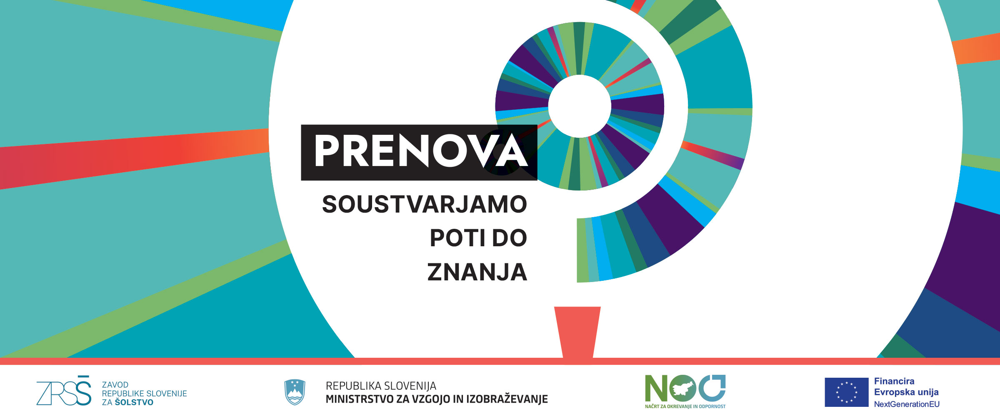 PRENOVA
SOUSTVARJAMO
POTI DO
ZNANJA
ZRSŠ
ZAVOD
REPUBLIKE SLOVENIJE
ZA ŠOLSTVO
REPUBLIKA SLOVENIJA
MINISTRSTVO ZA VZGOJO IN IZOBRAŽEVANJE
NOO
NAČRT ZA OKREVANJE IN ODPORNOST
Financira
Evropska unija
NextGenerationEU